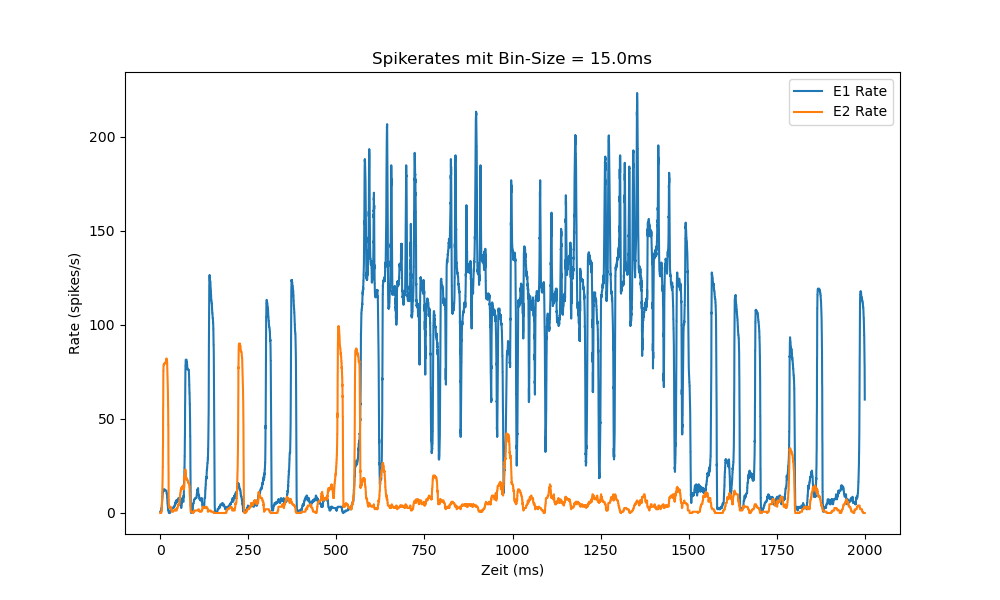 Spikerates mit Bin-Size = 15.0ms
E1 Rate
E2 Rate
200
150
100
50
0
Rate (spikes/s)
0 250 500 750 1000 1250 1500 1750 2000
Zeit (ms)